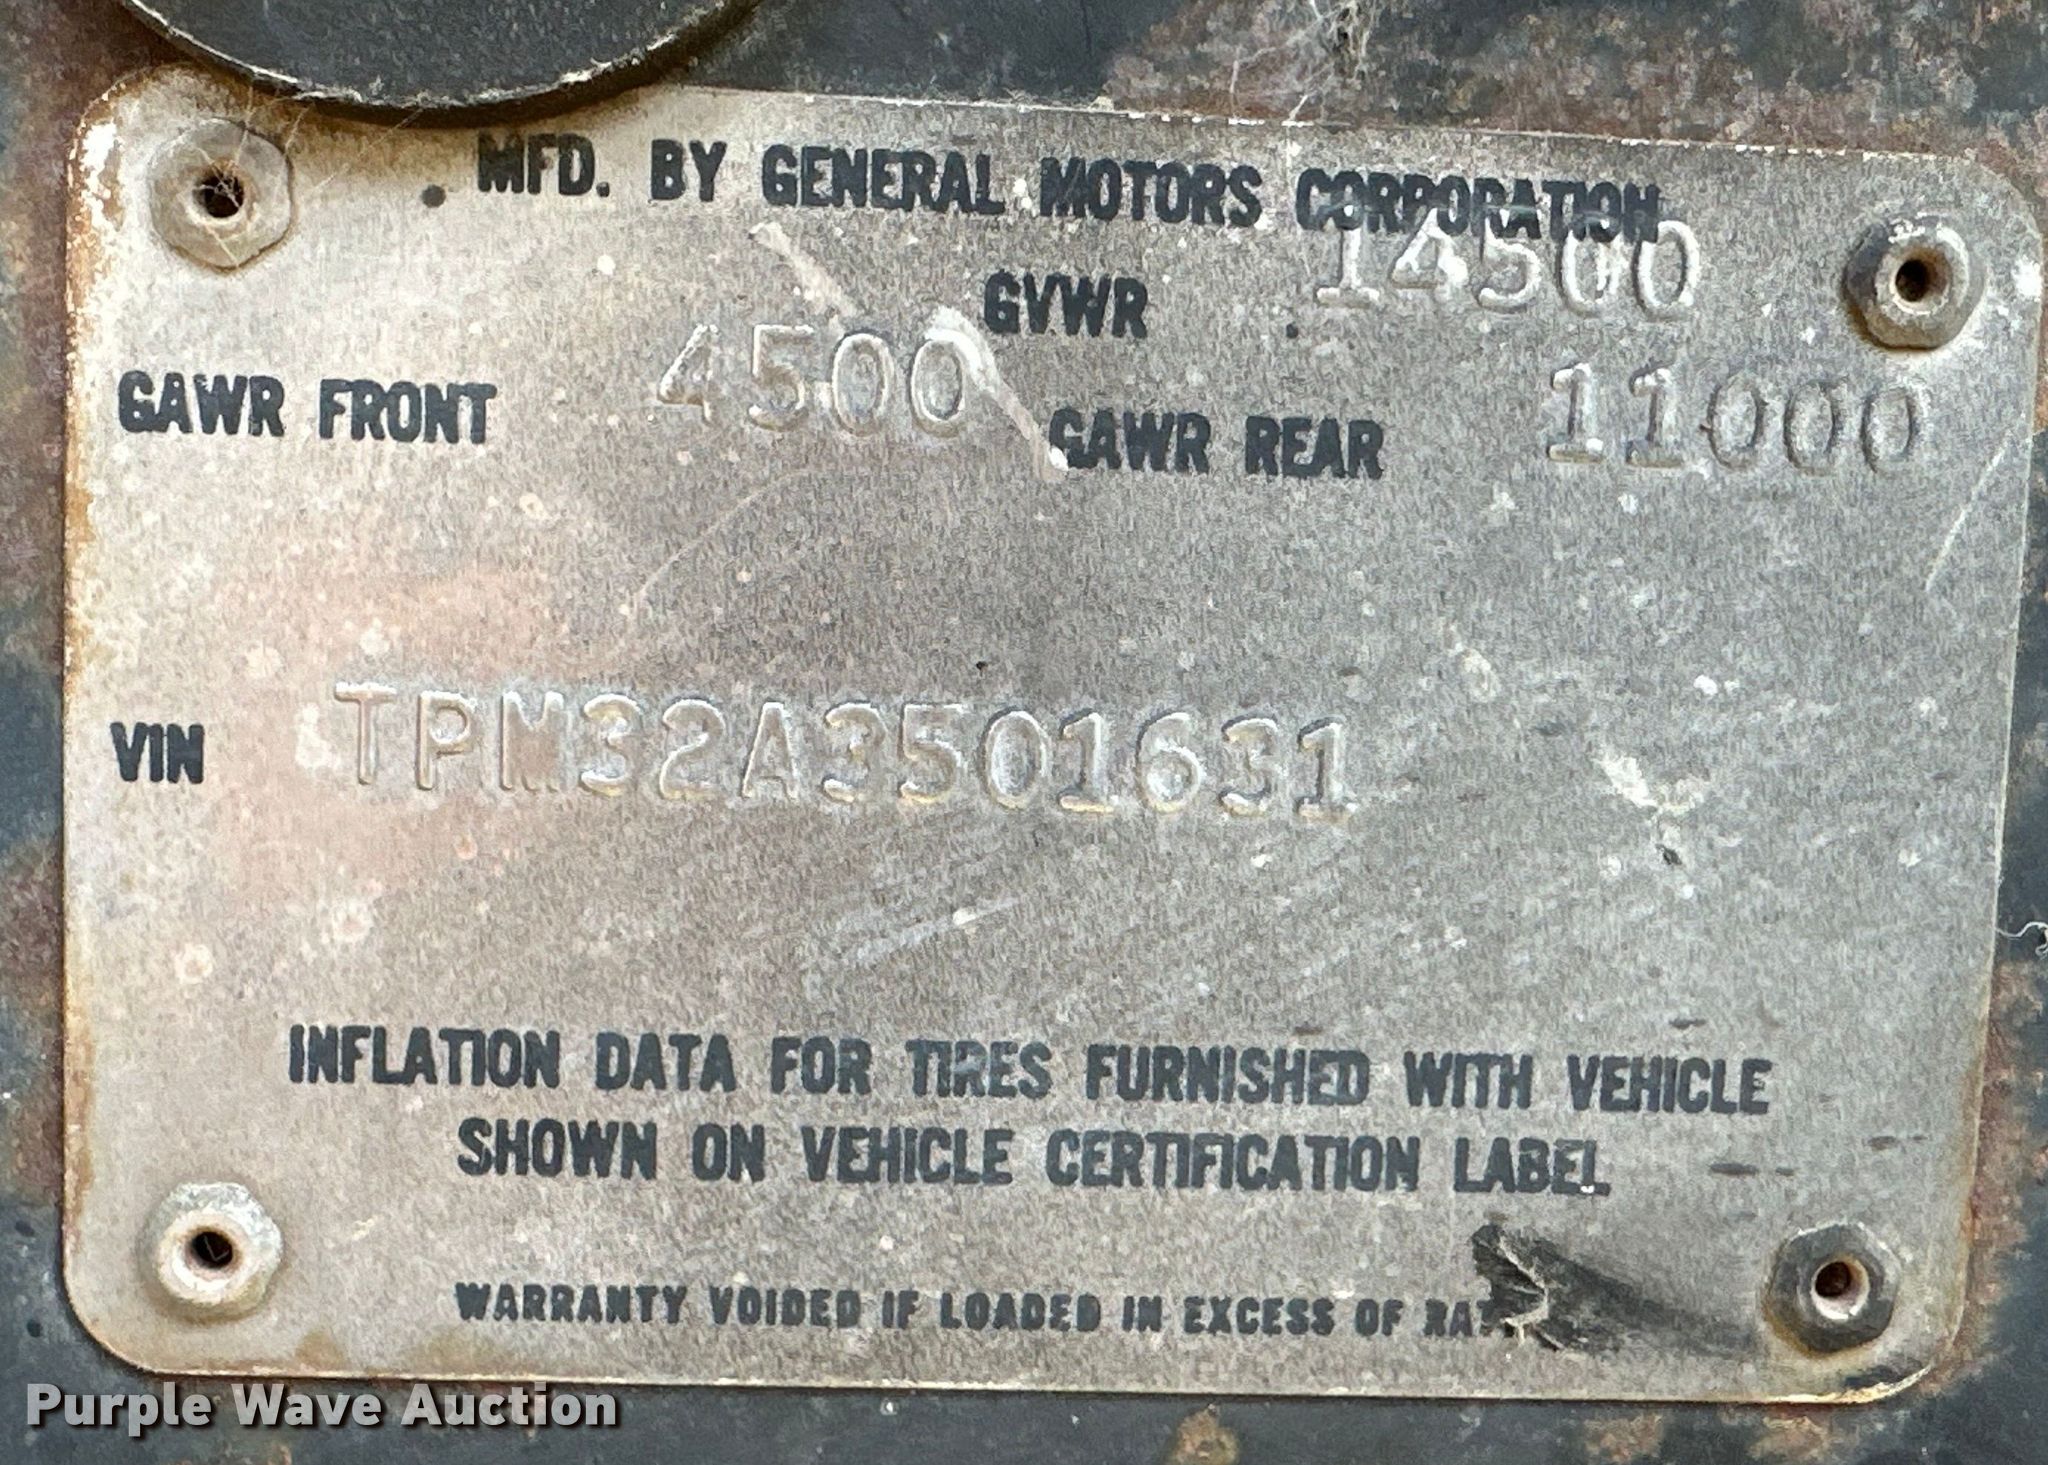 MFD. BY GENERAL MOTORS CORPORATION
GVWR 14500
GAWR FRONT 4500 GAWR REAR 11000
VIN TPM32A3501631
INFLATION DATA FOR TIRES FURNISHED WITH VEHICLE
SHOWN ON VEHICLE CERTIFICATION LABEL
WARRANTY VOIDED IF LOADED IN EXCESS OF
Purple Wave Auction